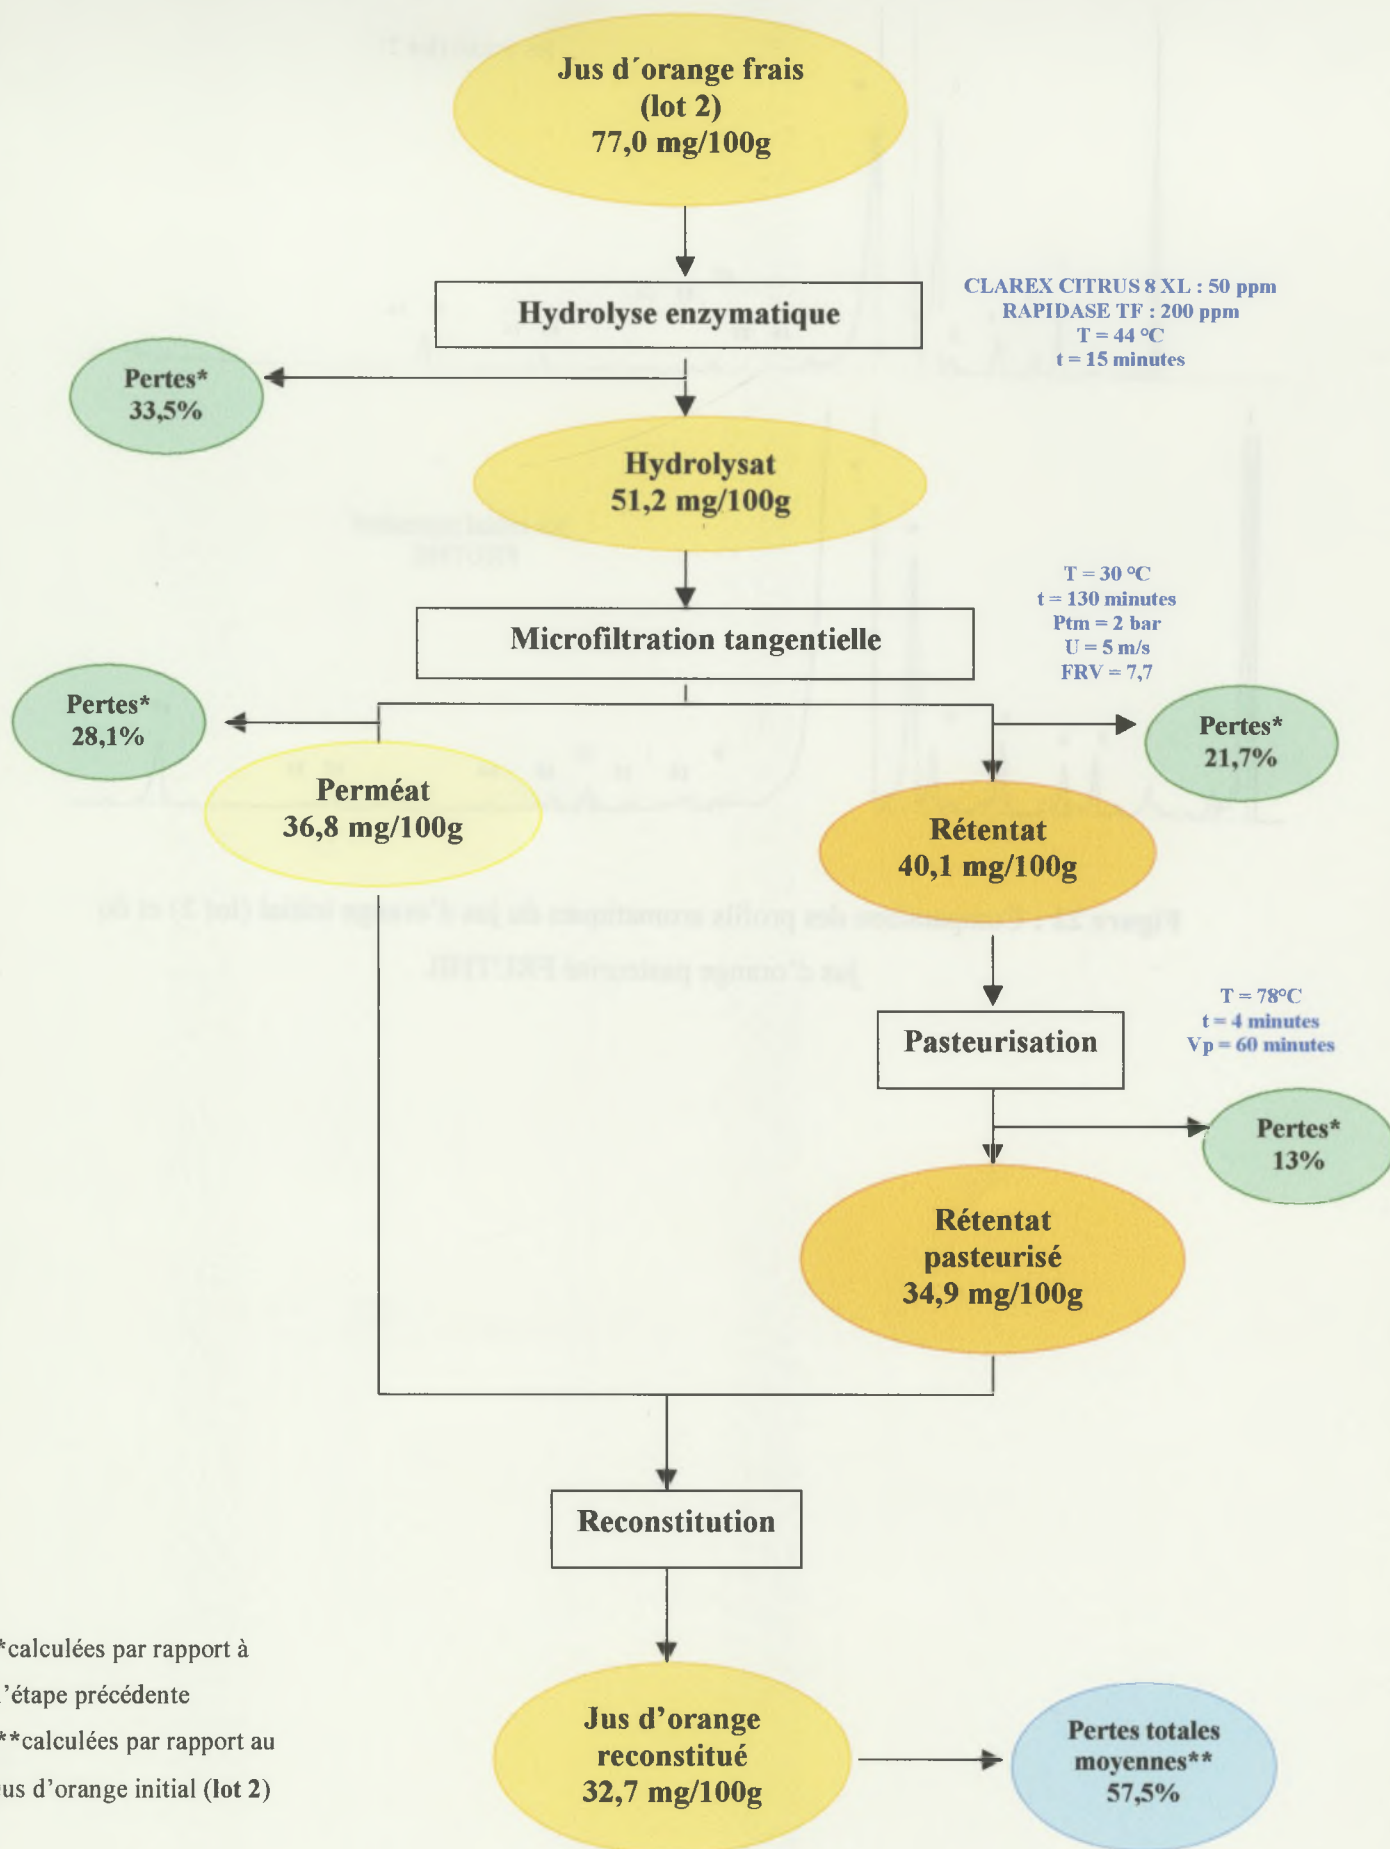 Jus d´orange frais
(lot 2)
77,0 mg/100g
Hydrolyse enzymatique
CLAREX CITRUS 8 XL : 50 ppm
RAPIDASE TF : 200 ppm
T = 44 °C
t = 15 minutes
Pertes*
33,5%
Hydrolysat
51,2 mg/100g
Microfiltration tangentielle
T = 30 °C
t = 130 minutes
Ptm = 2 bar
U = 5 m/s
FRV = 7,7
Pertes*
28,1%
Pertes*
21,7%
Perméat
36,8 mg/100g
Rétentat
40,1 mg/100g
Pasteurisation
T = 78°C
t = 4 minutes
Vp = 60 minutes
Pertes*
13%
Rétentat
pasteurisé
34,9 mg/100g
Reconstitution
Jus d’orange
reconstitué
32,7 mg/100g
Pertes totales
moyennes**
57,5%
*calculées par rapport à
l’étape précédente
**calculées par rapport au
us d’orange initial (lot 2)